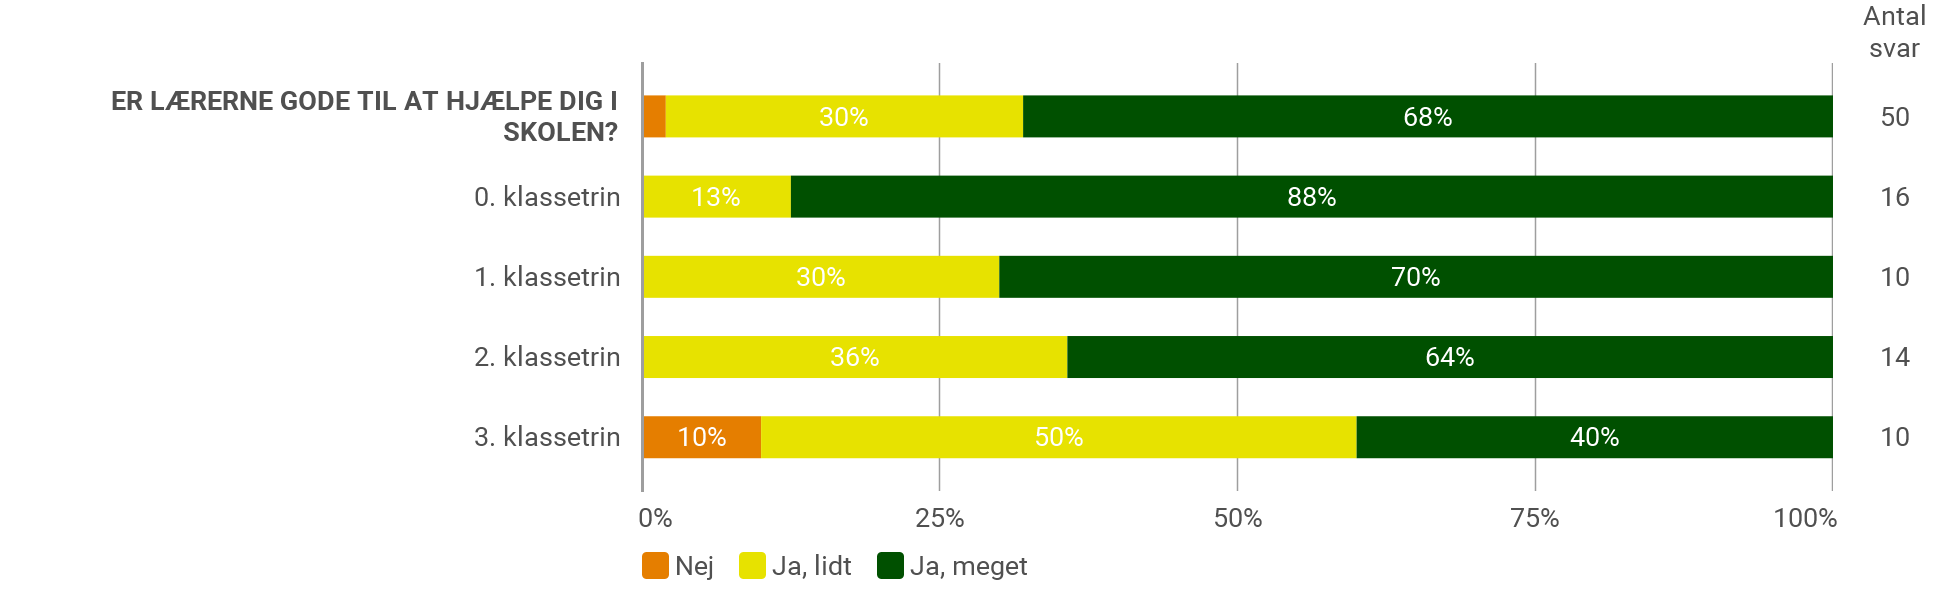 Antal
svar
ER LÆRERNE GODE TIL AT HJÆLPE DIG I
SKOLEN?
30% 68% 50
0. klassetrin 13% 88% 16
1. klassetrin 30% 70% 10
2. klassetrin 36% 64% 14
3. klassetrin 10% 50% 40% 10
0% 25% 50% 75% 100%
Nej Ja, lidt Ja, meget